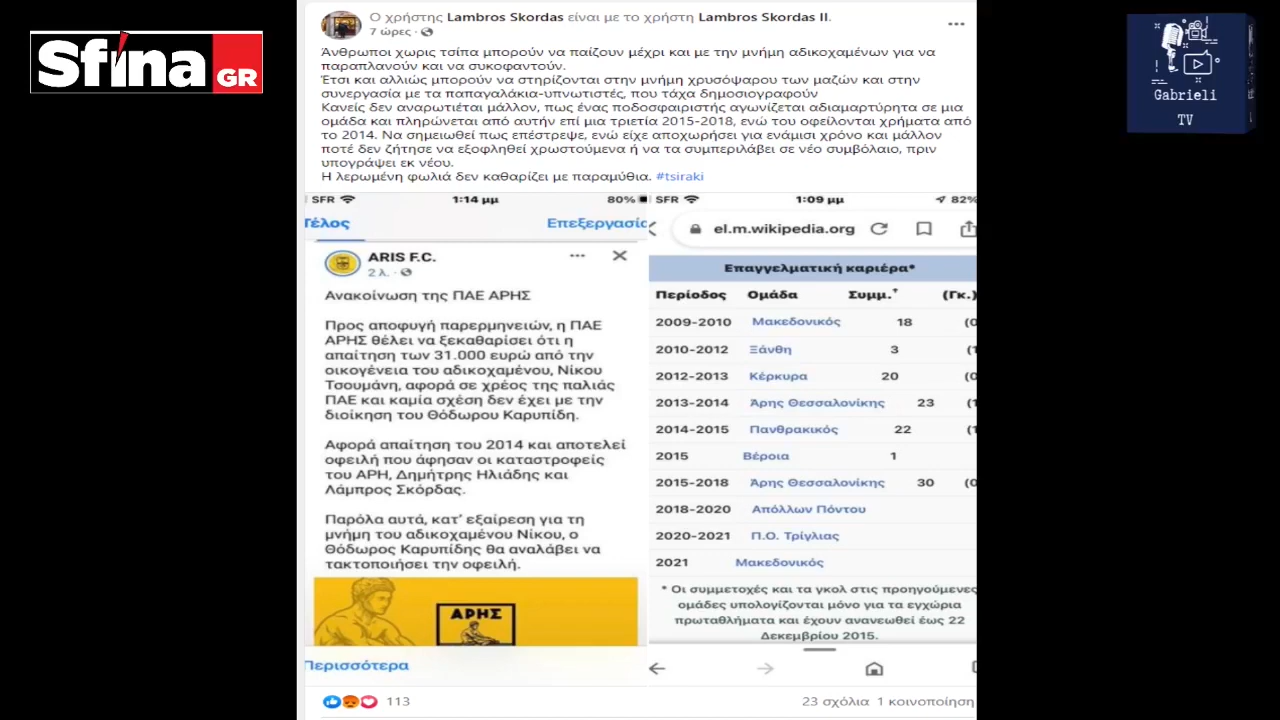 Sfina GR
Gabrieli
TV
Ο χρήστης Lambros Skordas είναι με το χρήστη Lambros Skordas II.
7 ώρες ·
Άνθρωποι χωρις τσίπα μπορούν να παίζουν μέχρι και με την μνήμη αδικοχαμένων για να
παραπλανούν και να συκοφαντούν.
Έτσι και αλλιώς μπορούν να στηρίζονται στην μνήμη χρυσόψαρου των μαζών και στην
συνεργασία με τα παπαγαλάκια-υπνωτιστές, που τάχα δημοσιογραφούν
Κανείς δεν αναρωτιέται μάλλον, πως ένας ποδοσφαιριστής αγωνίζεται αδιαμαρτύρητα σε μια
ομάδα και πληρώνεται από αυτήν επί μια τριετία 2015-2018, ενώ του οφείλονται χρήματα από
το 2014. Να σημειωθεί πως επέστρεψε, ενώ είχε αποχωρήσει για ενάμισι χρόνο και μάλλον
ποτέ δεν ζήτησε να εξοφληθεί χρωστούμενα ή να τα συμπεριλάβει σε νέο συμβόλαιο, πριν
υπογράψει εκ νέου.
Η λερωμένη φωλιά δεν καθαρίζει με παραμύθια. #tsiraki
SFR 1:14 μμ 80%
Τέλος Επεξεργασία
ARIS F.C.
2 λ. ·
Ανακοίνωση της ΠΑΕ ΑΡΗΣ
Προς αποφυγή παρερμηνειών, η ΠΑΕ
ΑΡΗΣ θέλει να ξεκαθαρίσει ότι η
απαίτηση των 31.000 ευρώ από την
οικογένεια του αδικοχαμένου, Νίκου
Τσουμάνη, αφορά σε χρέος της παλιάς
ΠΑΕ και καμία σχέση δεν έχει με την
διοίκηση του Θόδωρου Καρυπίδη.
Αφορά απαίτηση του 2014 και αποτελεί
οφειλή που άφησαν οι καταστροφείς
του ΑΡΗ, Δημήτρης Ηλιάδης και
Λάμπρος Σκόρδας.
Παρόλα αυτά, κατ' εξαίρεση για τη
μνήμη του αδικοχαμένου Νίκου, ο
Θόδωρος Καρυπίδης θα αναλάβει να
τακτοποιήσει την οφειλή.
ΑΡΗΣ
Περισσότερα
SFR 1:09 μμ 82%
el.m.wikipedia.org
Επαγγελματική καριέρα*
Περίοδος Ομάδα Συμμ.† (Γκ.)
2009-2010 Μακεδονικός 18 (0
2010-2012 Ξάνθη 3 (1
2012-2013 Κέρκυρα 20 (0
2013-2014 Άρης Θεσσαλονίκης 23 (1
2014-2015 Πανθρακικός 22 (1
2015 Βέροια 1
2015-2018 Άρης Θεσσαλονίκης 30 (0
2018-2020 Απόλλων Πόντου
2020-2021 Π.Ο. Τρίγλιας
2021 Μακεδονικός
* Οι συμμετοχές και τα γκολ στις προηγούμενες
ομάδες υπολογίζονται μόνο για τα εγχώρια
πρωταθλήματα και έχουν ανανεωθεί έως 22
Δεκεμβρίου 2015.
113 23 σχόλια 1 κοινοποίηση